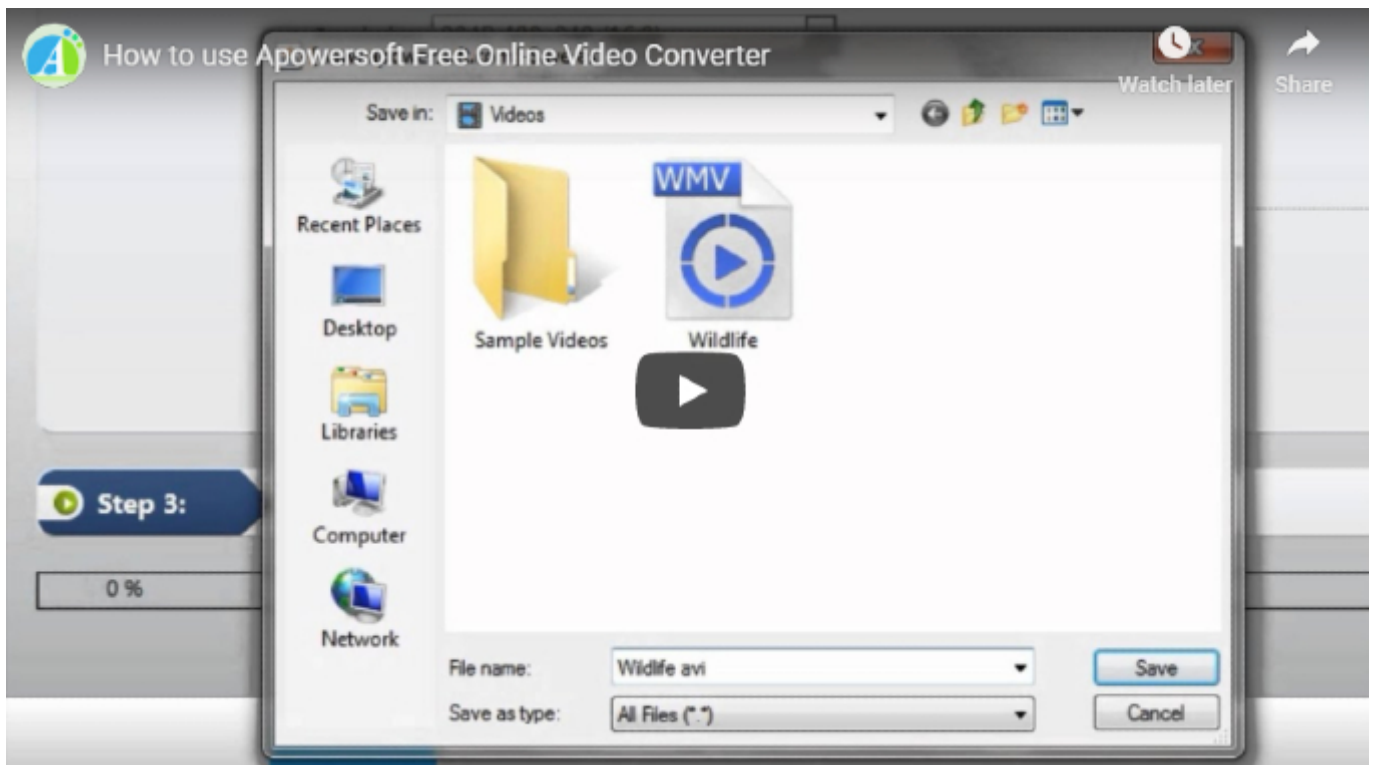 How to use Apowersoft Free Online Video Converter
Watch later
Share
Save in:
Videos
WMV
Recent Places
Sample Videos
Wildlife
Desktop
Libraries
Step 3:
Computer
0 %
Network
File name:
Wildlife avi
Save
Save as type:
All Files (*.*)
Cancel